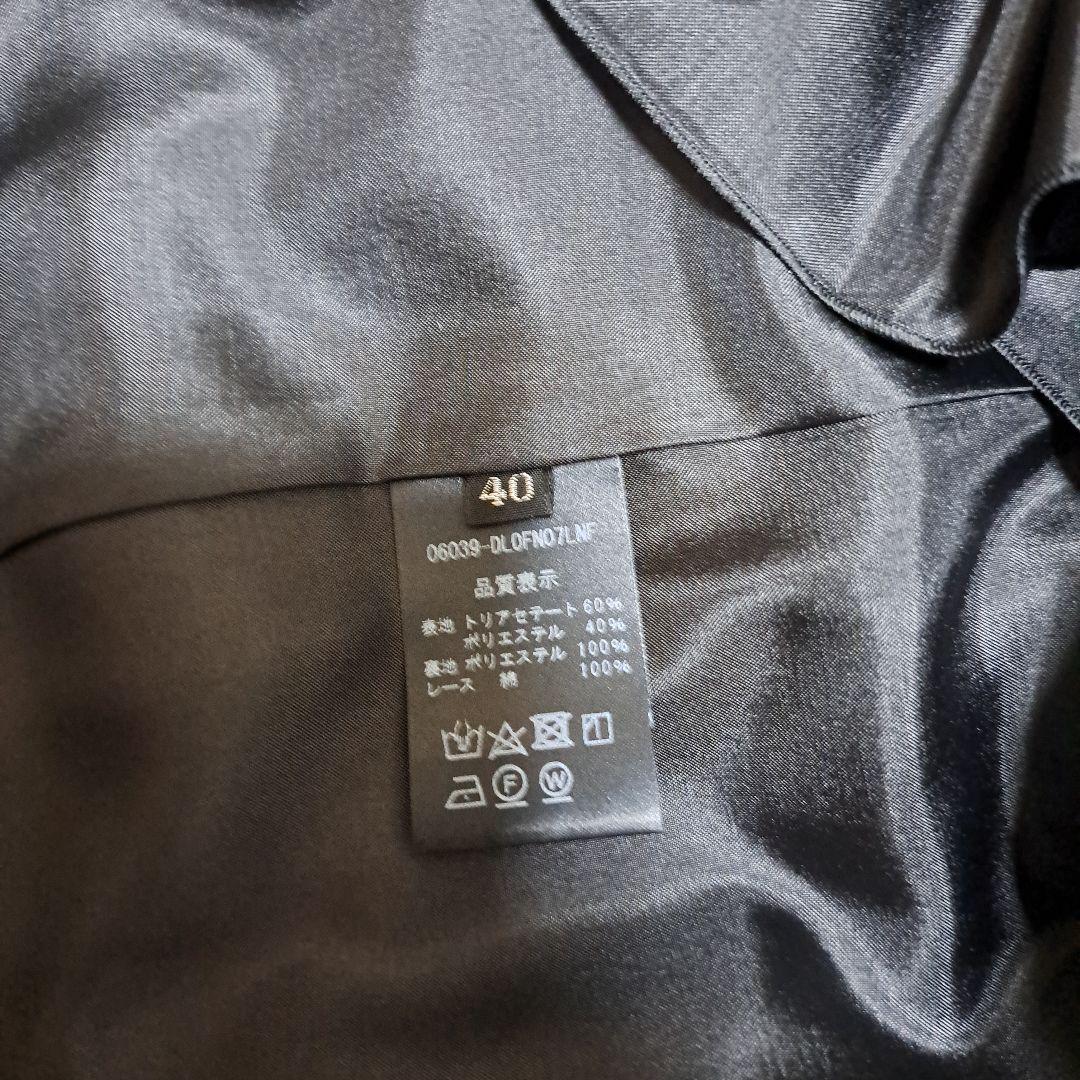 40
06039-DL0FN07LNF
品質表示
表地 トリアセテート 60%
ポリエステル 40%
裏地 ポリエステル 100%
レース 綿 100%
F W